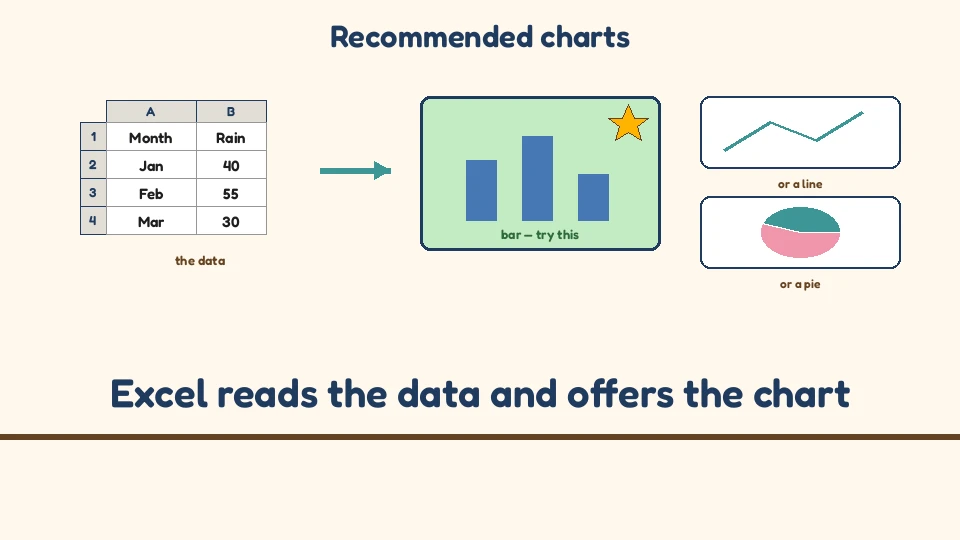 Recommended charts
A B
1 Month Rain
2 Jan 40
3 Feb 55
4 Mar 30
the data
bar – try this
or a line
or a pie
Excel reads the data and offers the chart